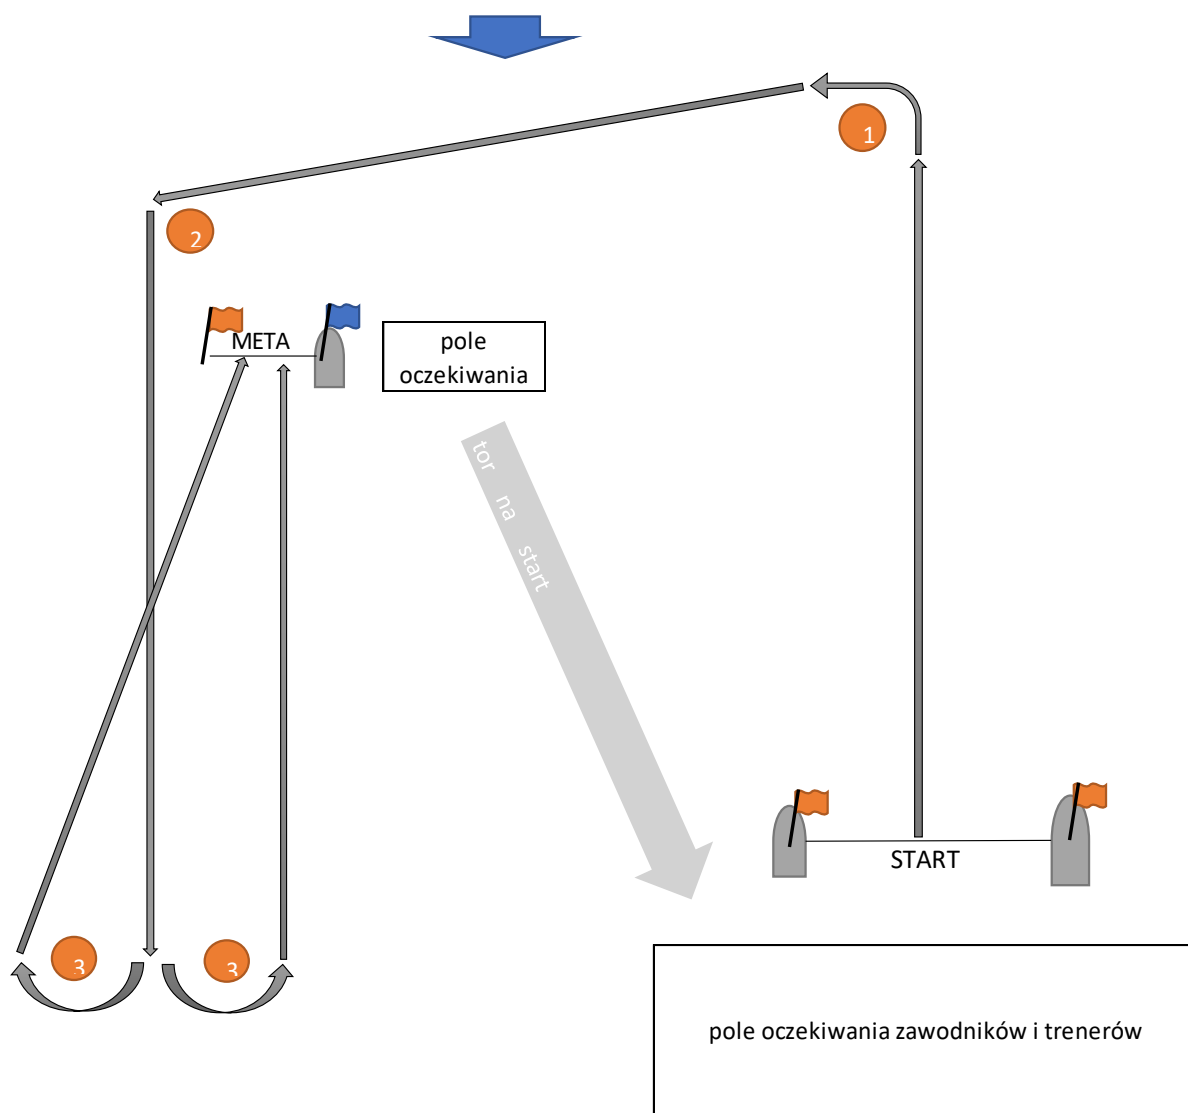 1
2
META
pole
oczekiwania
tor na start
START
3
3
pole oczekiwania zawodników i trenerów